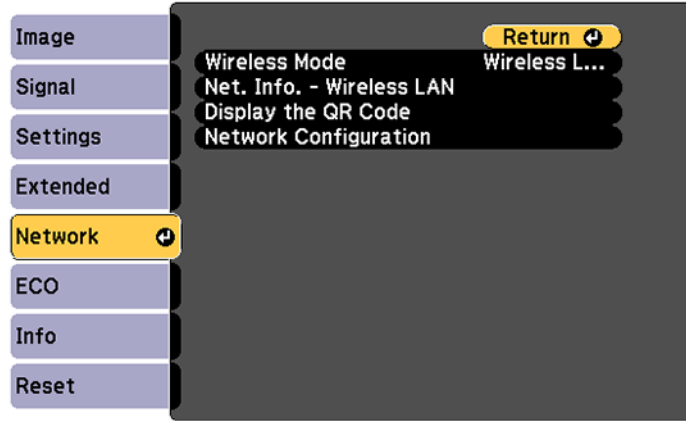 Image
Signal
Settings
Extended
Network
ECO
Info
Reset
Return
Wireless Mode Wireless L...
Net. Info. - Wireless LAN
Display the QR Code
Network Configuration